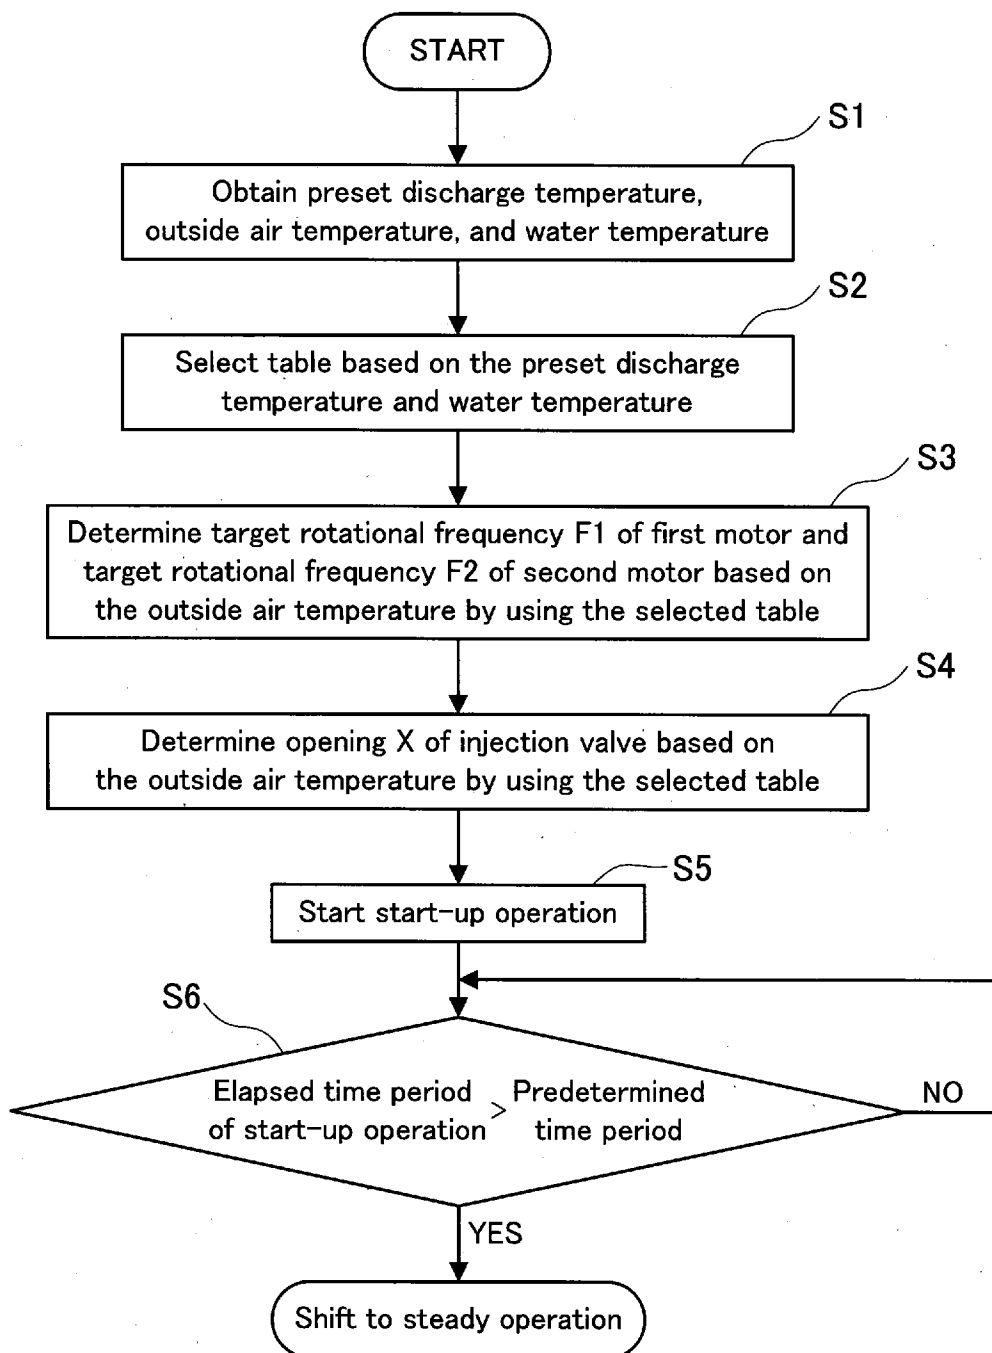 START
S1
Obtain preset discharge temperature,
outside air temperature, and water temperature
S2
Select table based on the preset discharge
temperature and water temperature
S3
Determine target rotational frequency F1 of first motor and
target rotational frequency F2 of second motor based on
the outside air temperature by using the selected table
S4
Determine opening X of injection valve based on
the outside air temperature by using the selected table
S5
Start start-up operation
S6
Elapsed time period
of start-up operation
>
Predetermined
time period
NO
YES
Shift to steady operation